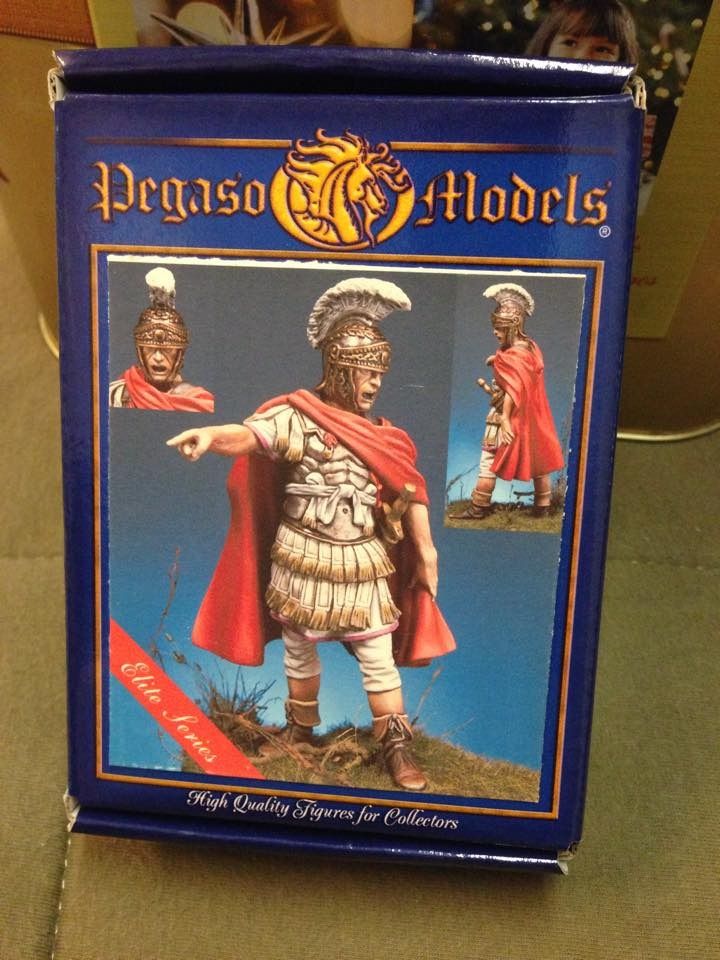 Pegaso Models®
Elite Series
High Quality Figures for Collectors